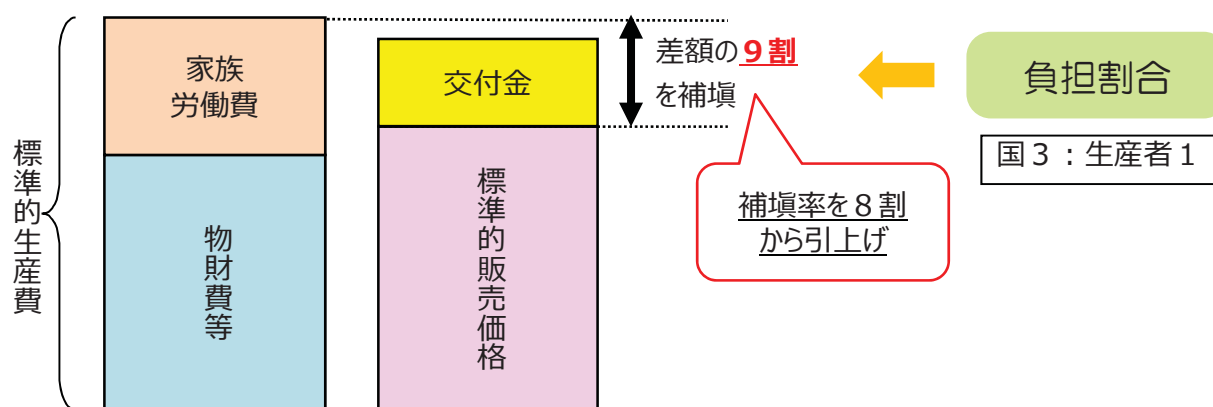 標準的生産費
家族
労働費
物財費等
交付金
標準的販売価格
差額の９割
を補塡
補塡率を８割
から引上げ
負担割合
国３：生産者１